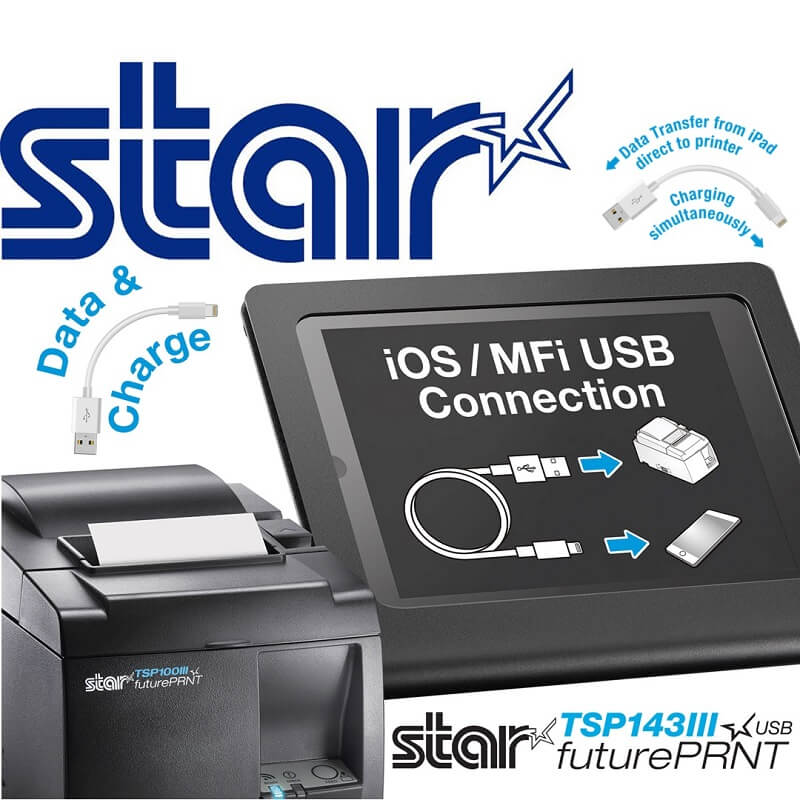 star
Data Transfer from iPad
direct to printer
Charging
simultaneously
Data &
Charge
iOS / MFi USB
Connection
star TSP100III
futurePRNT
star TSP143III USB
futurePRNT